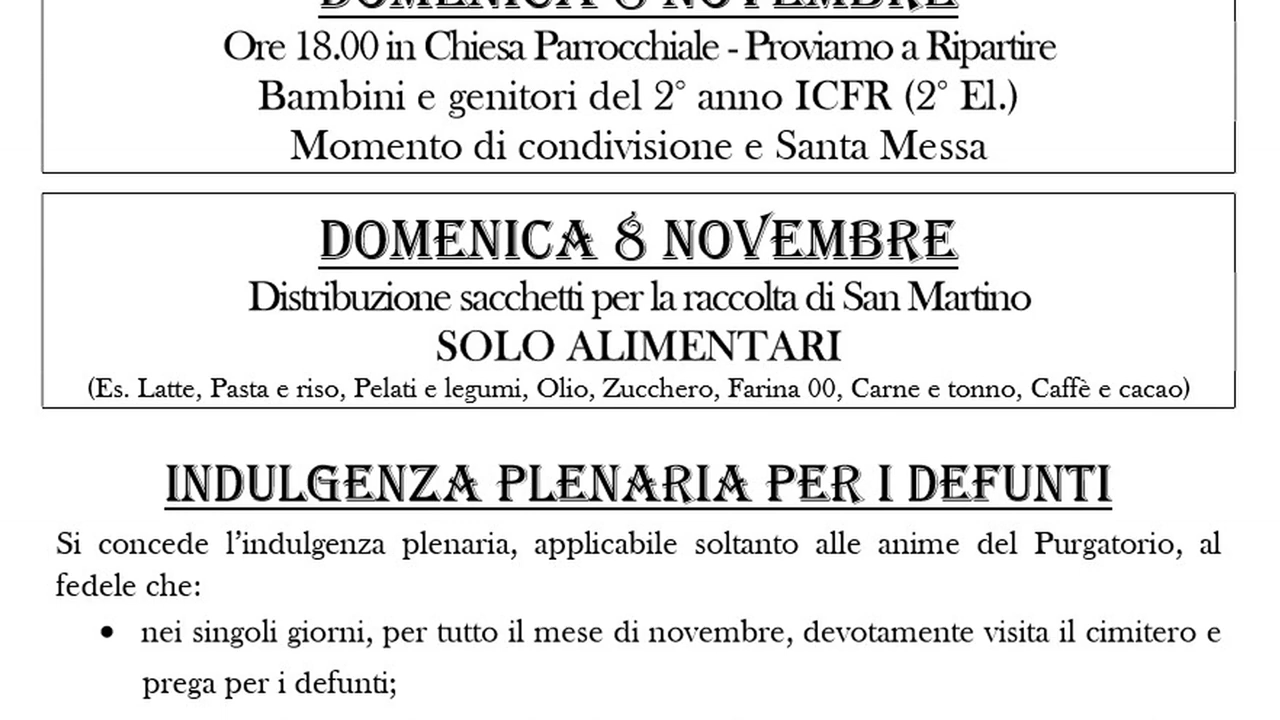 DOMENICA 8 NOVEMBRE
Ore 18.00 in Chiesa Parrocchiale - Proviamo a Ripartire
Bambini e genitori del 2° anno ICFR (2° El.)
Momento di condivisione e Santa Messa
DOMENICA 8 NOVEMBRE
Distribuzione sacchetti per la raccolta di San Martino
SOLO ALIMENTARI
(Es. Latte, Pasta e riso, Pelati e legumi, Olio, Zucchero, Farina 00, Carne e tonno, Caffè e cacao)
INDULGENZA PLENARIA PER I DEFUNTI
Si concede l’indulgenza plenaria, applicabile soltanto alle anime del Purgatorio, al
fedele che:
• nei singoli giorni, per tutto il mese di novembre, devotamente visita il cimitero e
prega per i defunti;